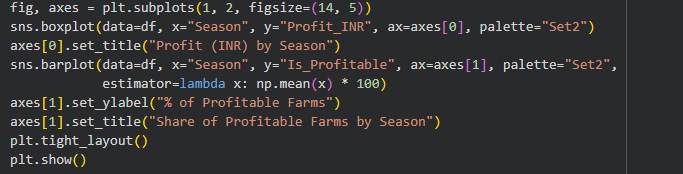 fig, axes = plt.subplots(1, 2, figsize=(14, 5))
sns.boxplot(data=df, x="Season", y="Profit_INR", ax=axes[0], palette="Set2")
axes[0].set_title("Profit (INR) by Season")
sns.barplot(data=df, x="Season", y="Is_Profitable", ax=axes[1], palette="Set2",
            estimator=lambda x: np.mean(x) * 100)
axes[1].set_ylabel("% of Profitable Farms")
axes[1].set_title("Share of Profitable Farms by Season")
plt.tight_layout()
plt.show()